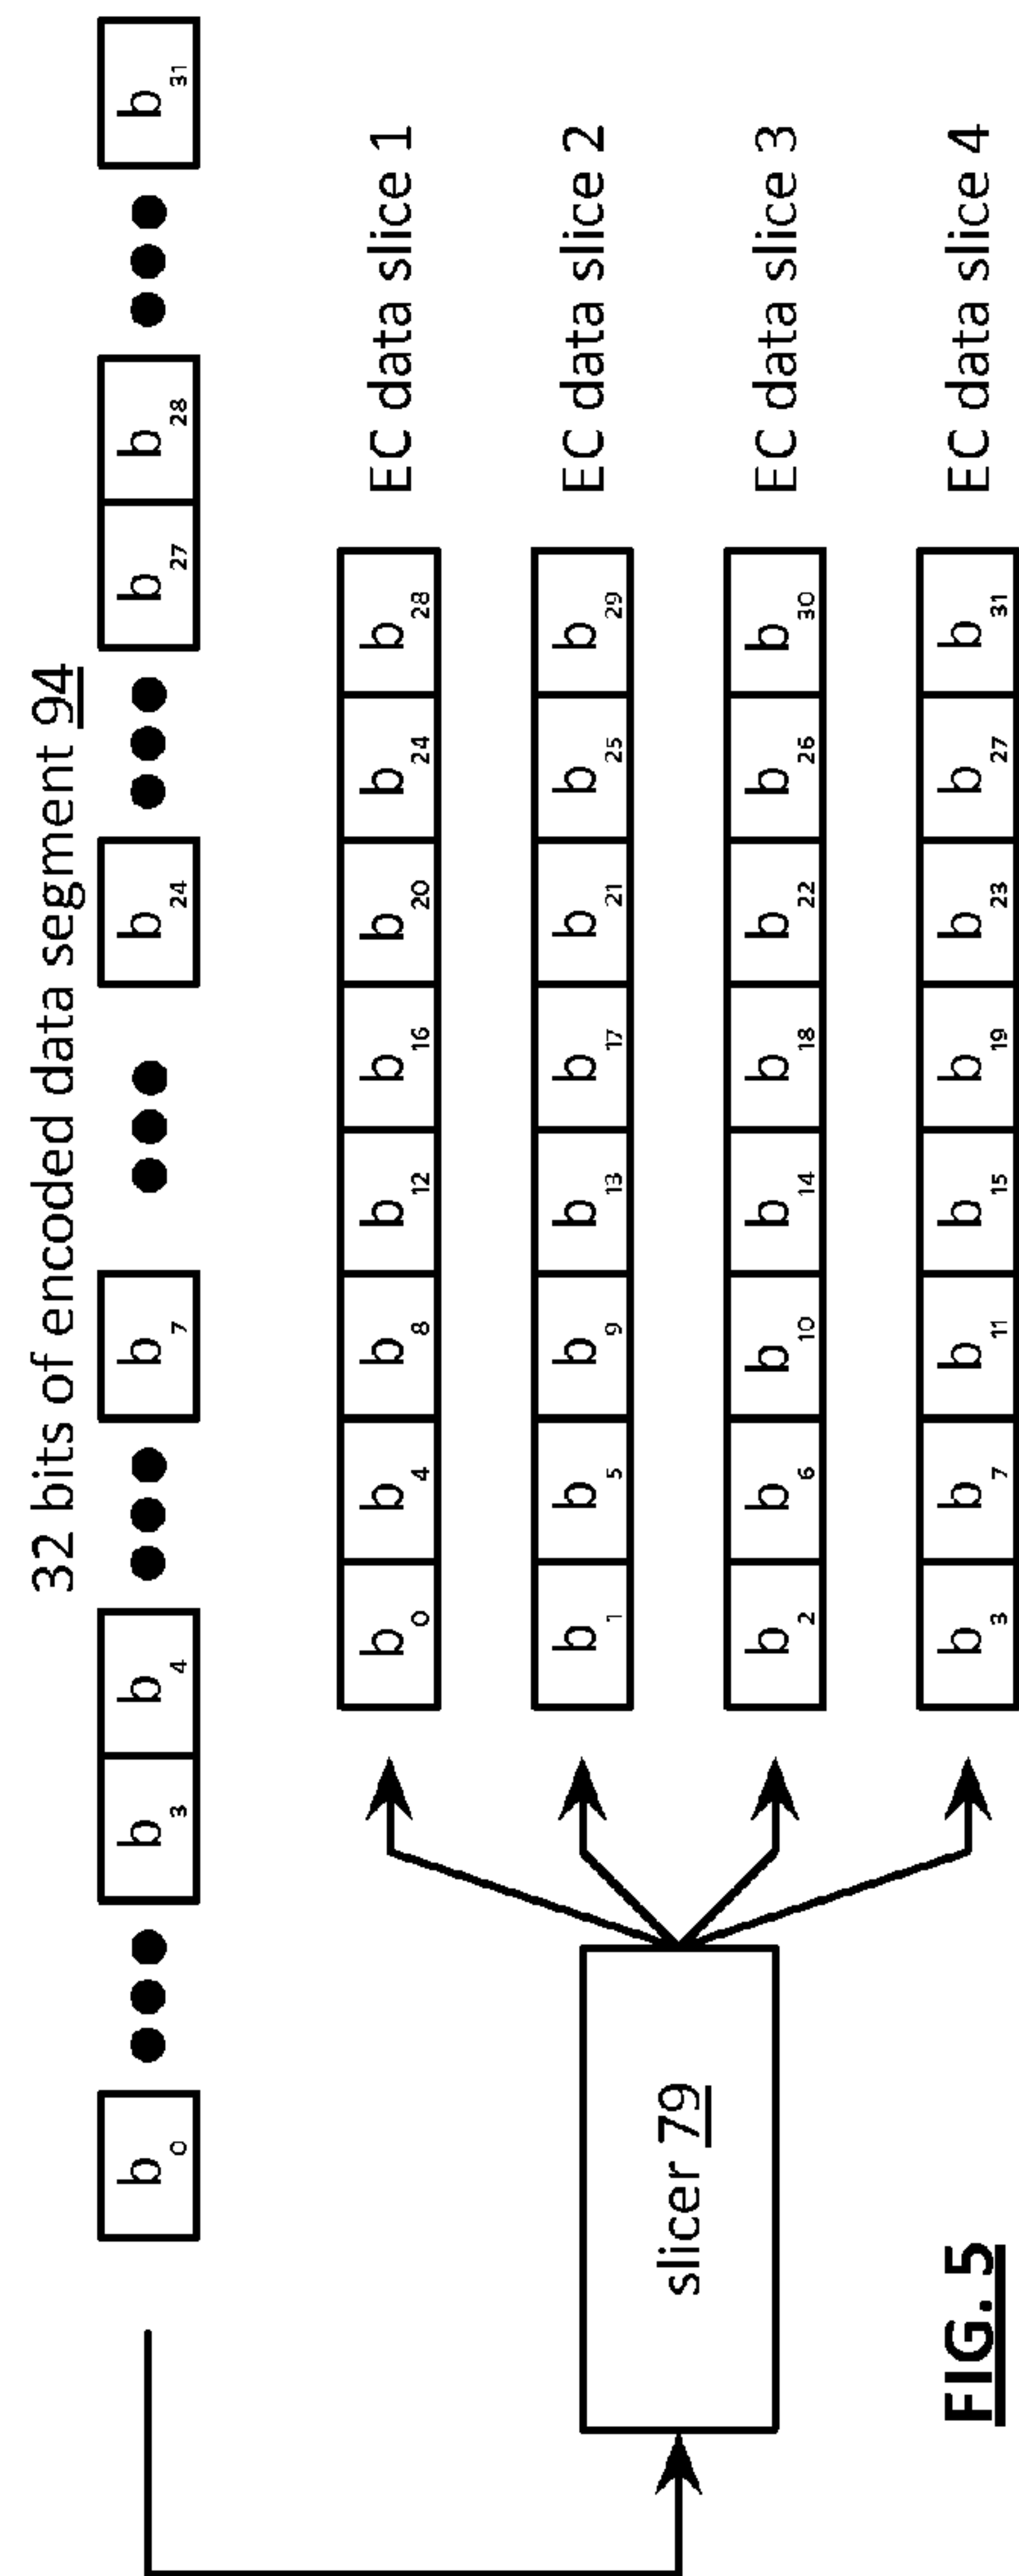 32 bits of encoded data segment 94
b0 b3 b4 b7 b24 b27 b28 b31
b0 b4 b8 b12 b16 b20 b24 b28 EC data slice 1
b1 b5 b9 b13 b17 b21 b25 b29 EC data slice 2
slicer 79
b2 b6 b10 b14 b18 b22 b26 b30 EC data slice 3
b3 b7 b11 b15 b19 b23 b27 b31 EC data slice 4
FIG. 5